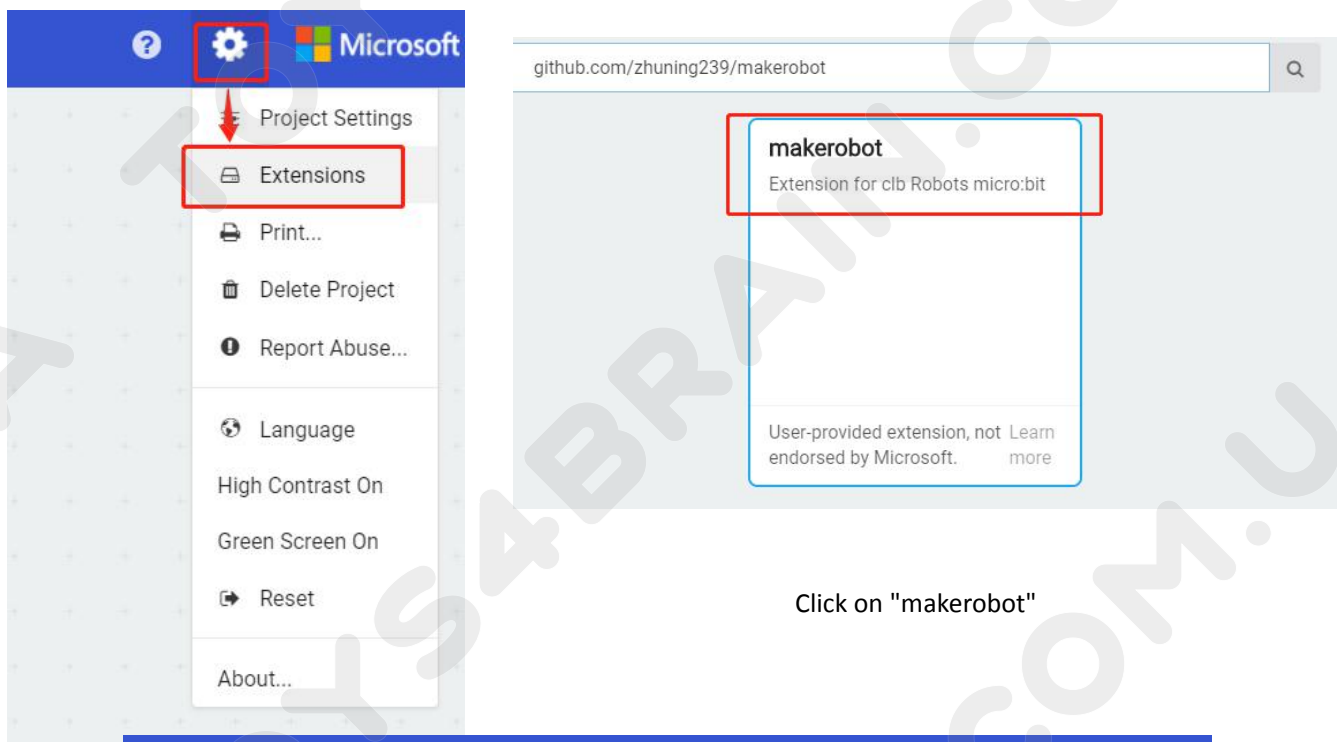 Microsoft
Project Settings
Extensions
Print...
Delete Project
Report Abuse...
Language
High Contrast On
Green Screen On
Reset
About...
github.com/zhuning239/makerobot
makerobot
Extension for clb Robots micro:bit
User-provided extension, not
endorsed by Microsoft.
Learn
more
Click on "makerobot"